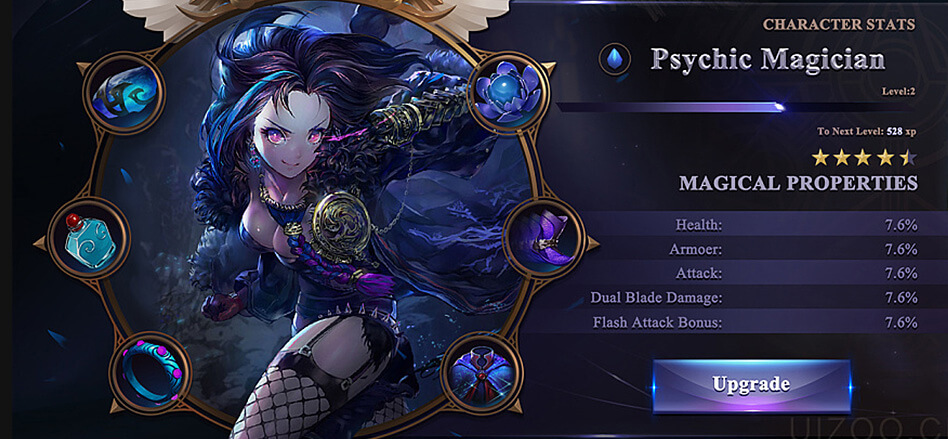 CHARACTER STATS
Psychic Magician
Level:2
To Next Level: 528 xp
MAGICAL PROPERTIES
Health: 7.6%
Armoer: 7.6%
Attack: 7.6%
Dual Blade Damage: 7.6%
Flash Attack Bonus: 7.6%
Upgrade
UIZOO.C